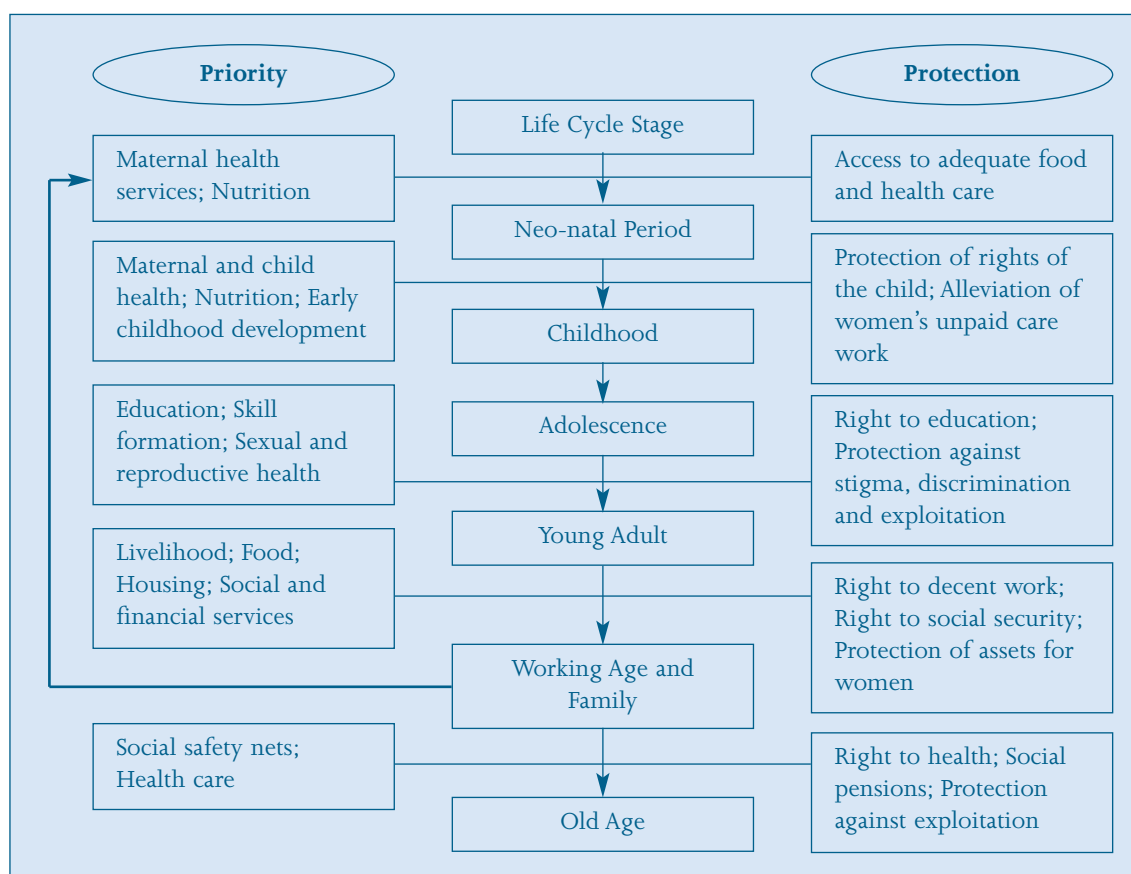 Priority
Protection
Life Cycle Stage
Maternal health
services; Nutrition
Access to adequate food
and health care
Neo-natal Period
Maternal and child
health; Nutrition; Early
childhood development
Protection of rights of
the child; Alleviation of
women's unpaid care
work
Childhood
Education; Skill
formation; Sexual and
reproductive health
Adolescence
Right to education;
Protection against
stigma, discrimination
and exploitation
Young Adult
Livelihood; Food;
Housing; Social and
financial services
Right to decent work;
Right to social security;
Protection of assets for
women
Working Age and
Family
Social safety nets;
Health care
Right to health; Social
pensions; Protection
against exploitation
Old Age